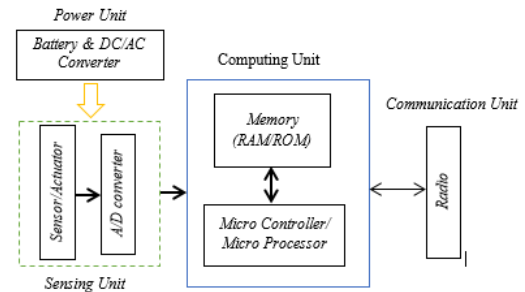 Power Unit
Battery & DC/AC
Converter
Computing Unit
Memory
(RAM/ROM)
Communication Unit
Sensor/Actuator
A/D converter
Radio
Micro Controller/
Micro Processor
Sensing Unit